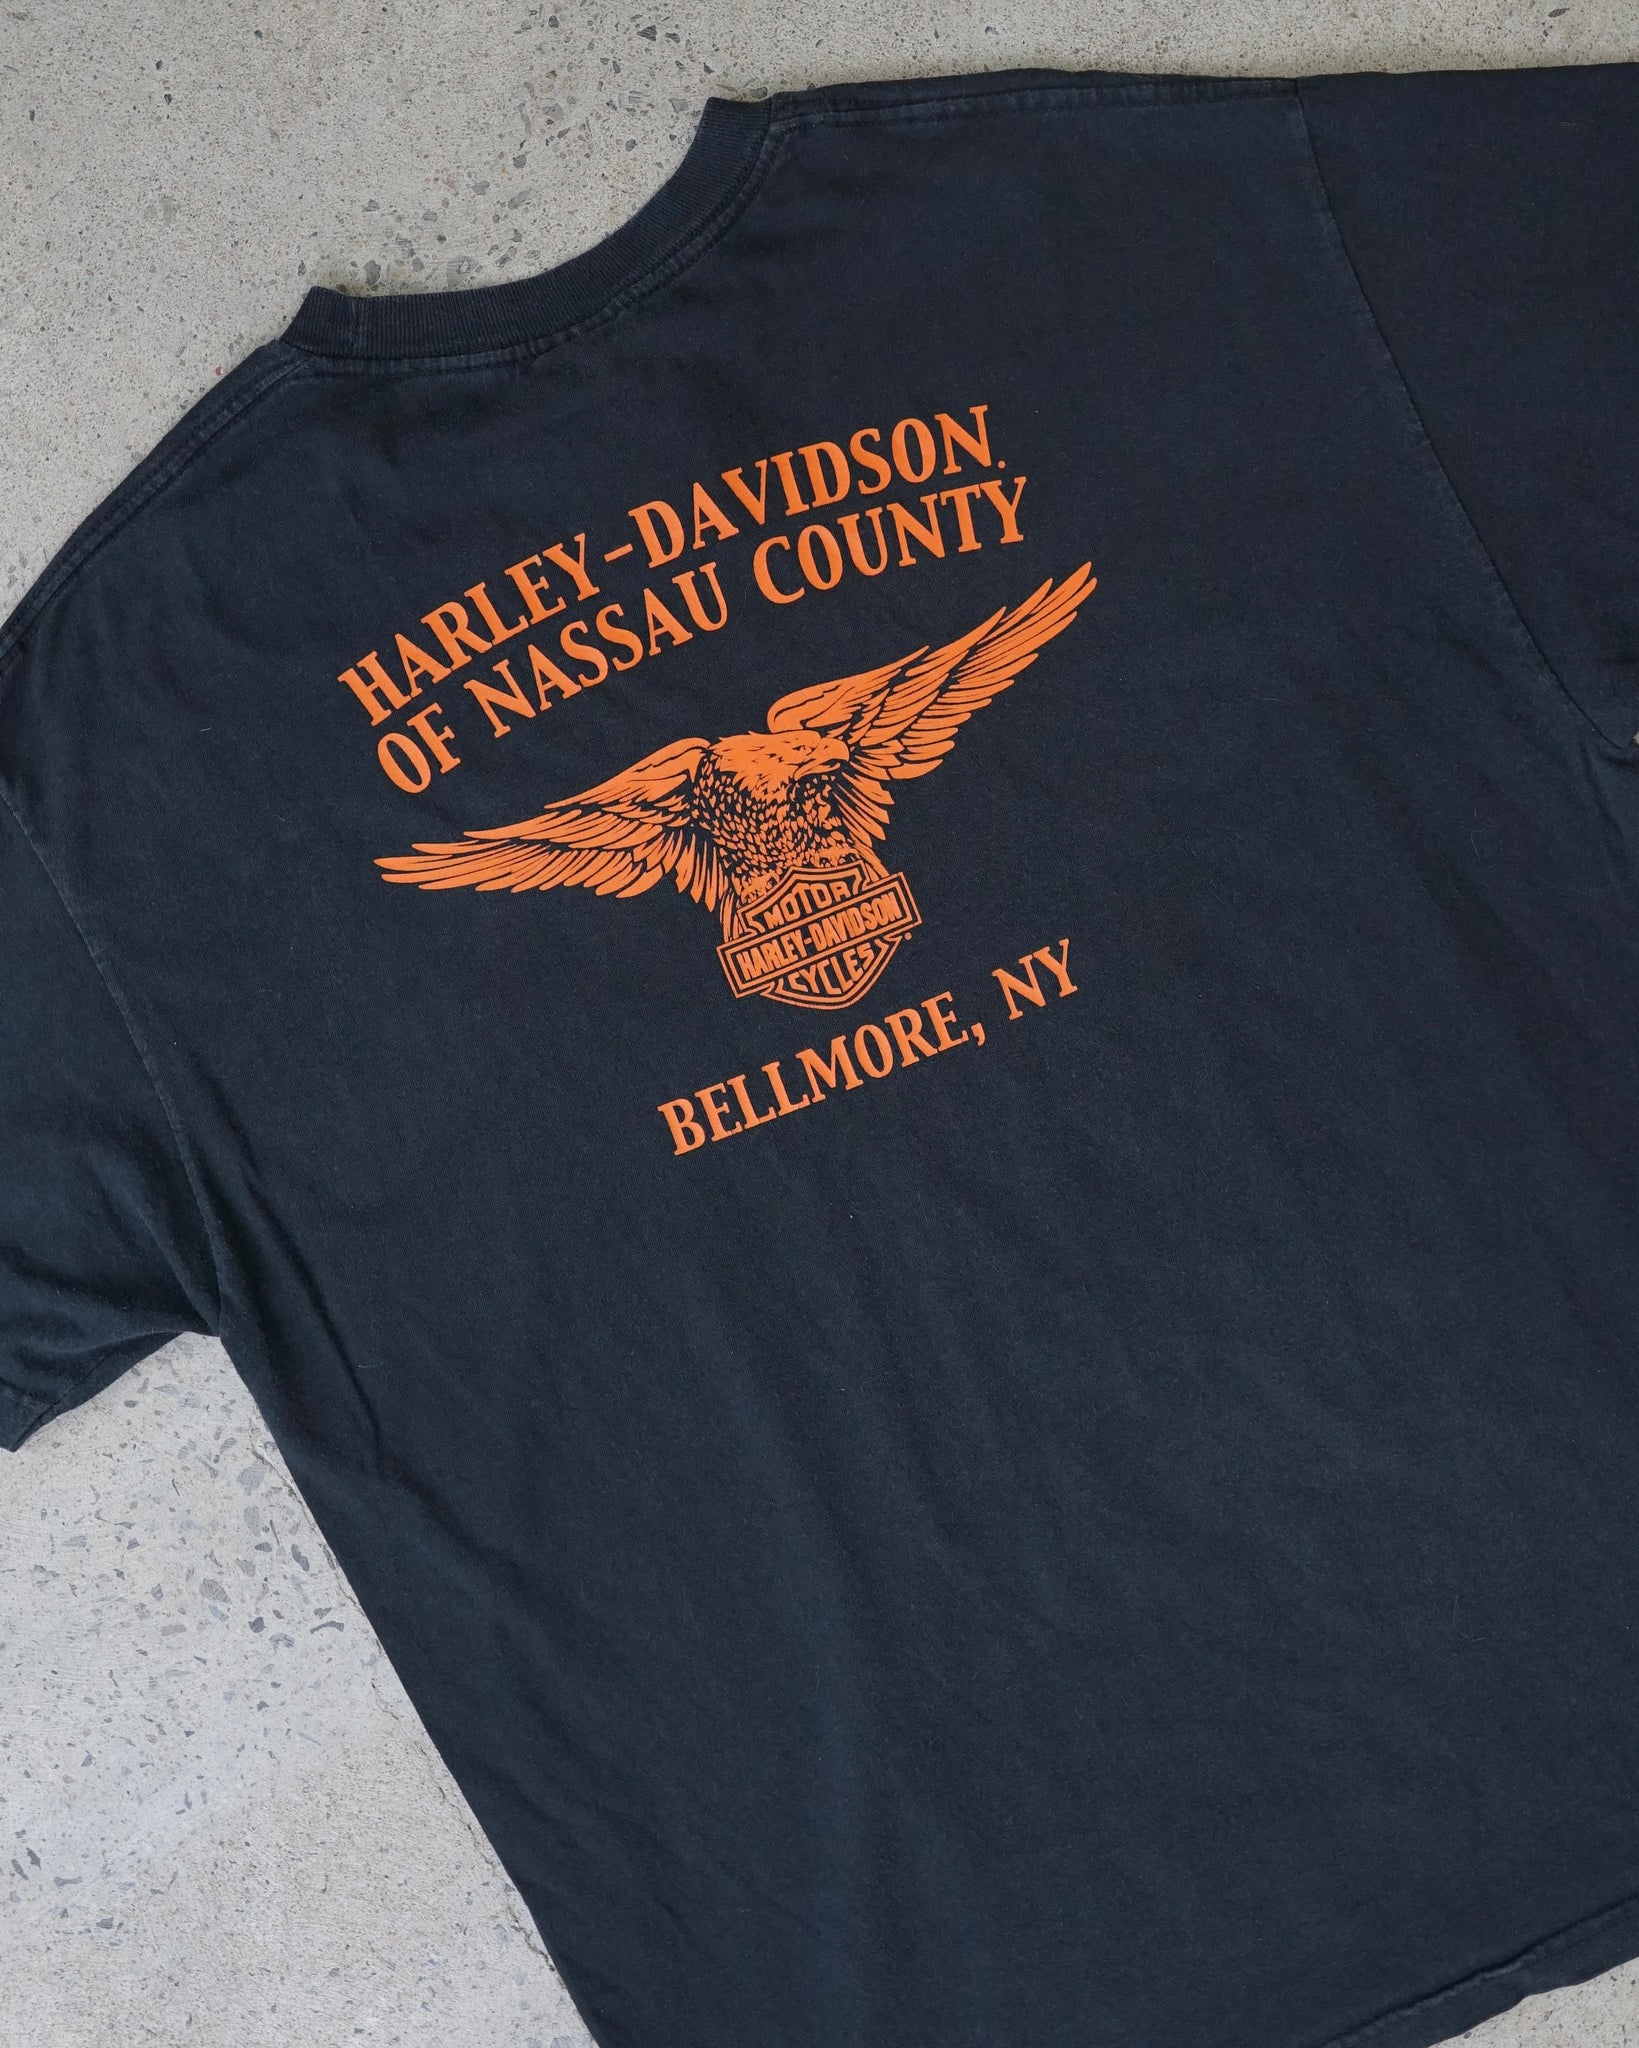 HARLEY-DAVIDSON.
OF NASSAU COUNTY
MOTOR
HARLEY-DAVIDSON
CYCLES
BELLMORE, NY